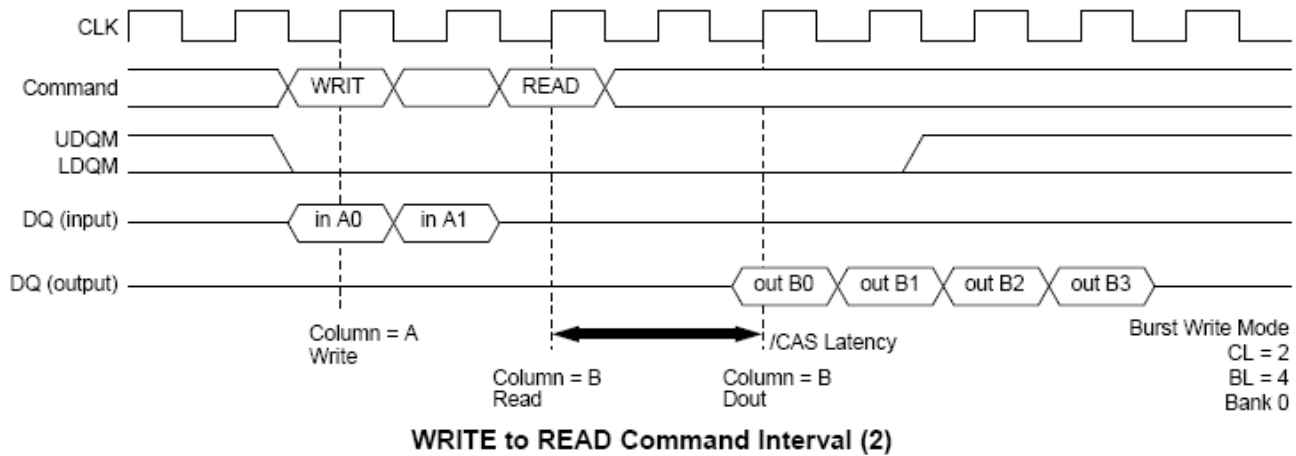 CLK
Command
WRIT
READ
UDQM
LDQM
DQ (input)
in A0
in A1
DQ (output)
out B0
out B1
out B2
out B3
Column = A
Write
/CAS Latency
Column = B
Read
Column = B
Dout
Burst Write Mode
CL = 2
BL = 4
Bank 0
WRITE to READ Command Interval (2)